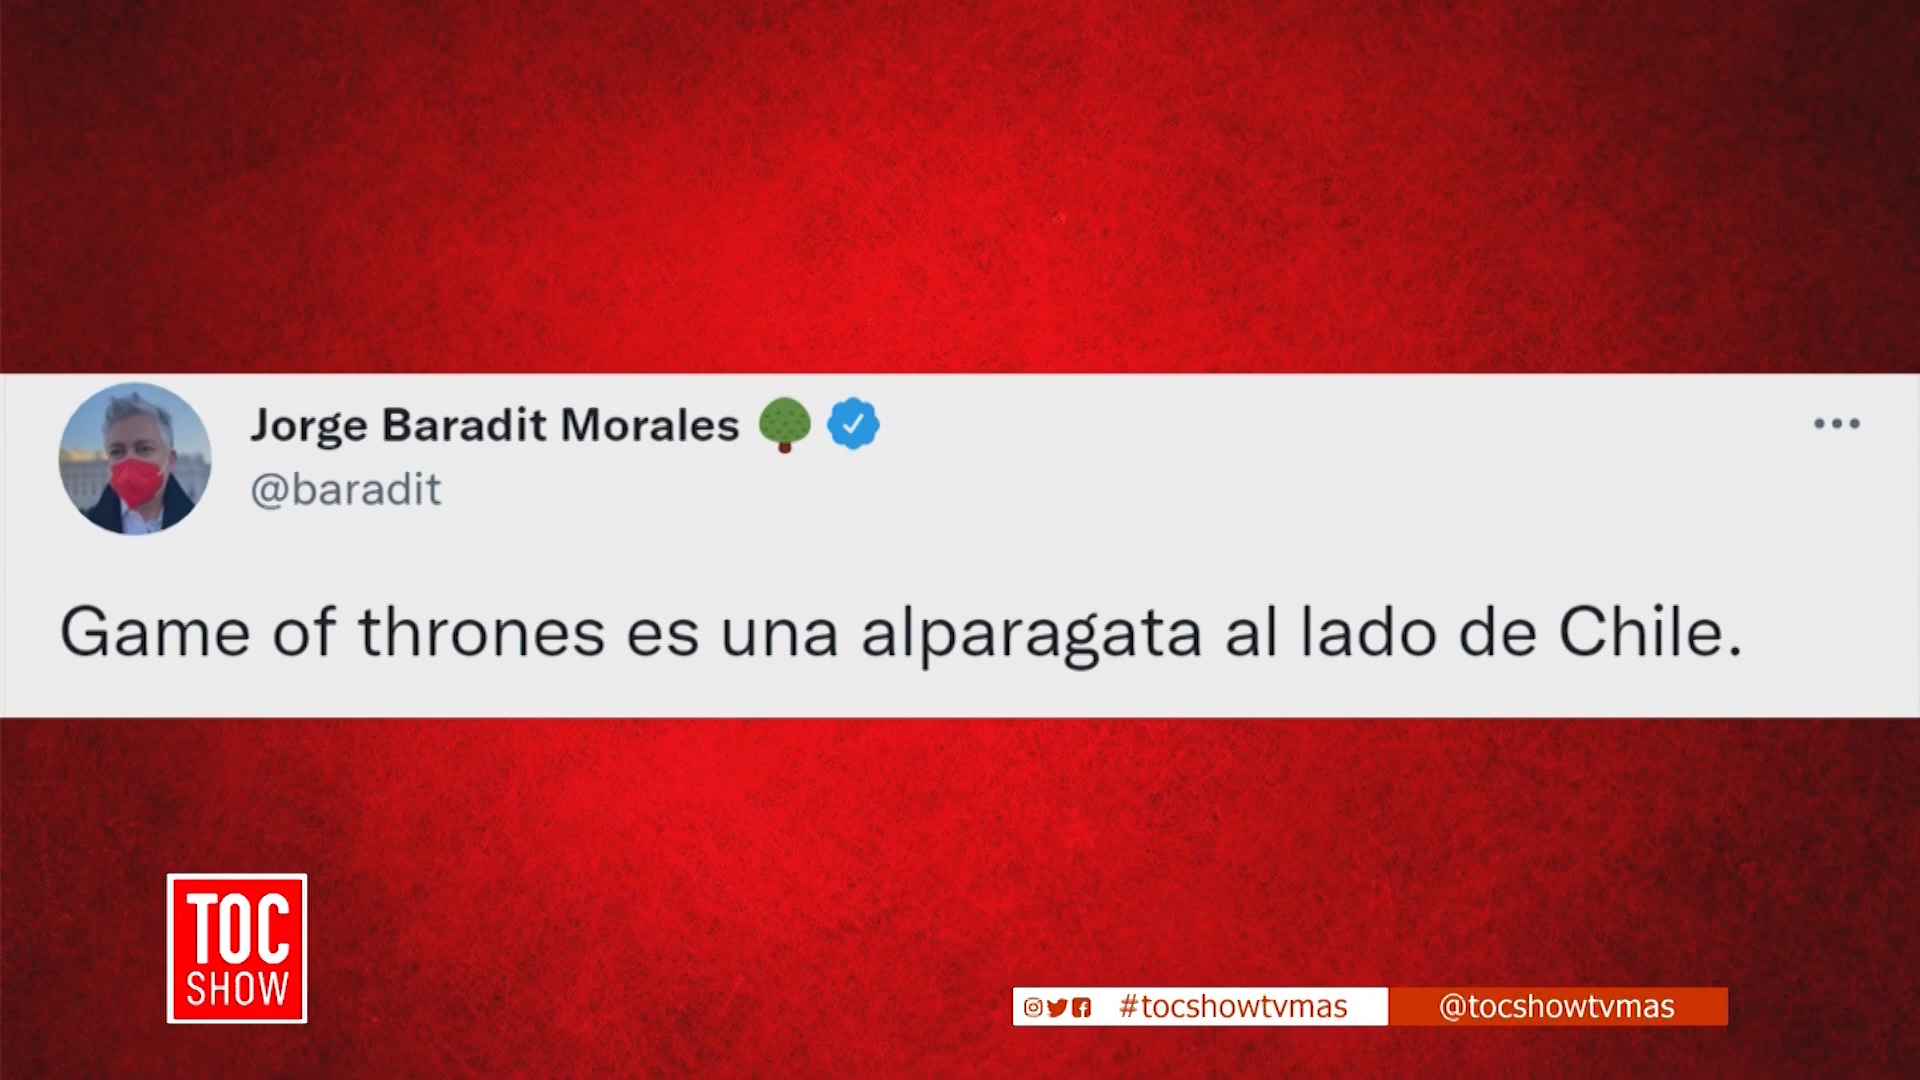 Jorge Baradit Morales
@baradit
Game of thrones es una alparagata al lado de Chile.
TOC
SHOW
#tocshowtvmas @tocshowtvmas